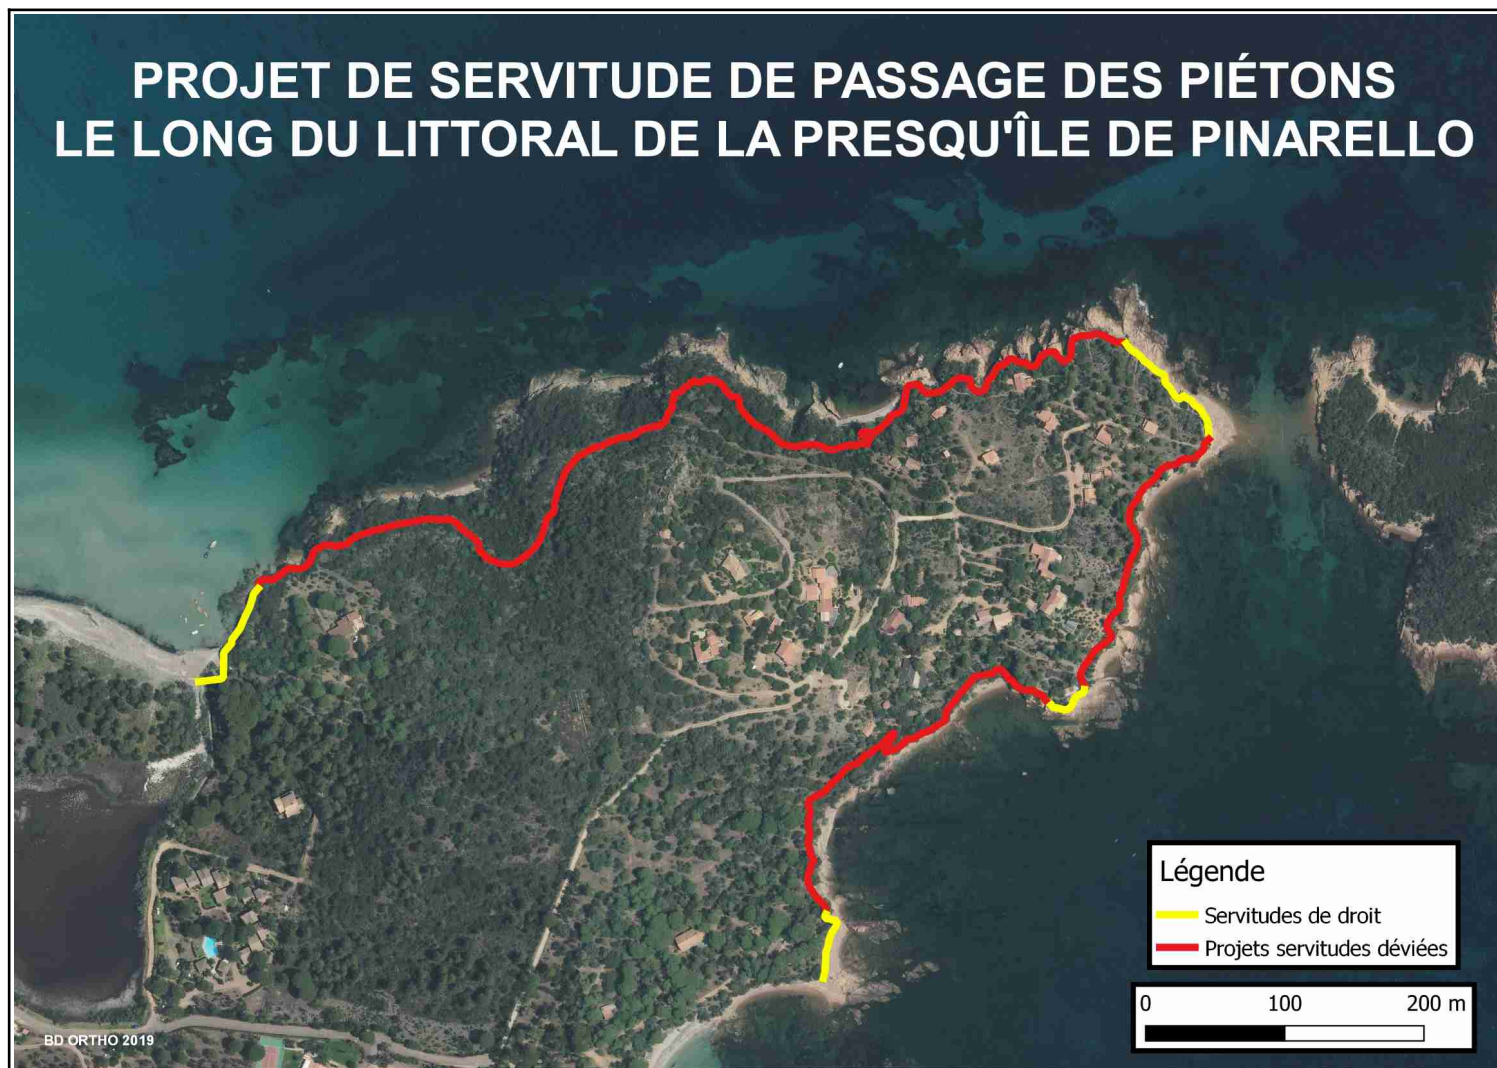 PROJET DE SERVITUDE DE PASSAGE DES PIÉTONS
LE LONG DU LITTORAL DE LA PRESQU'ÎLE DE PINARELLO
Légende
Servitudes de droit
Projets servitudes déviées
0 100 200 m
BD ORTHO 2019